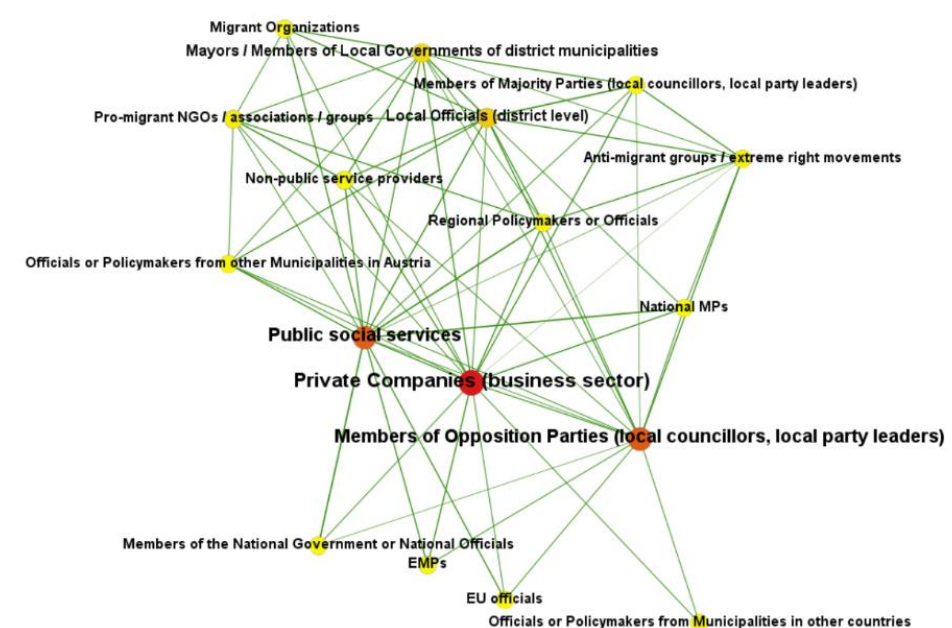 Migrant Organizations
Mayors / Members of Local Governments of district municipalities
Members of Majority Parties (local councillors, local party leaders)
Pro-migrant NGOs / associations / groups
Local Officials (district level)
Anti-migrant groups / extreme right movements
Non-public service providers
Regional Policymakers or Officials
Officials or Policymakers from other Municipalities in Austria
National MPs
Public social services
Private Companies (business sector)
Members of Opposition Parties (local councillors, local party leaders)
Members of the National Government or National Officials
EMPs
EU officials
Officials or Policymakers from Municipalities in other countries